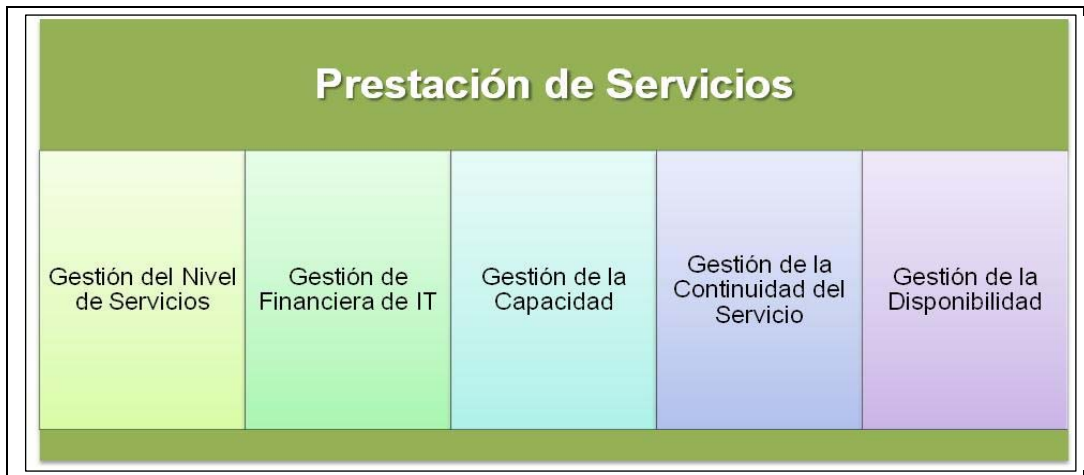 Prestación de Servicios
Gestión del Nivel
de Servicios
Gestión de
Financiera de IT
Gestión de la
Capacidad
Gestión de la
Continuidad del
Servicio
Gestión de la
Disponibilidad